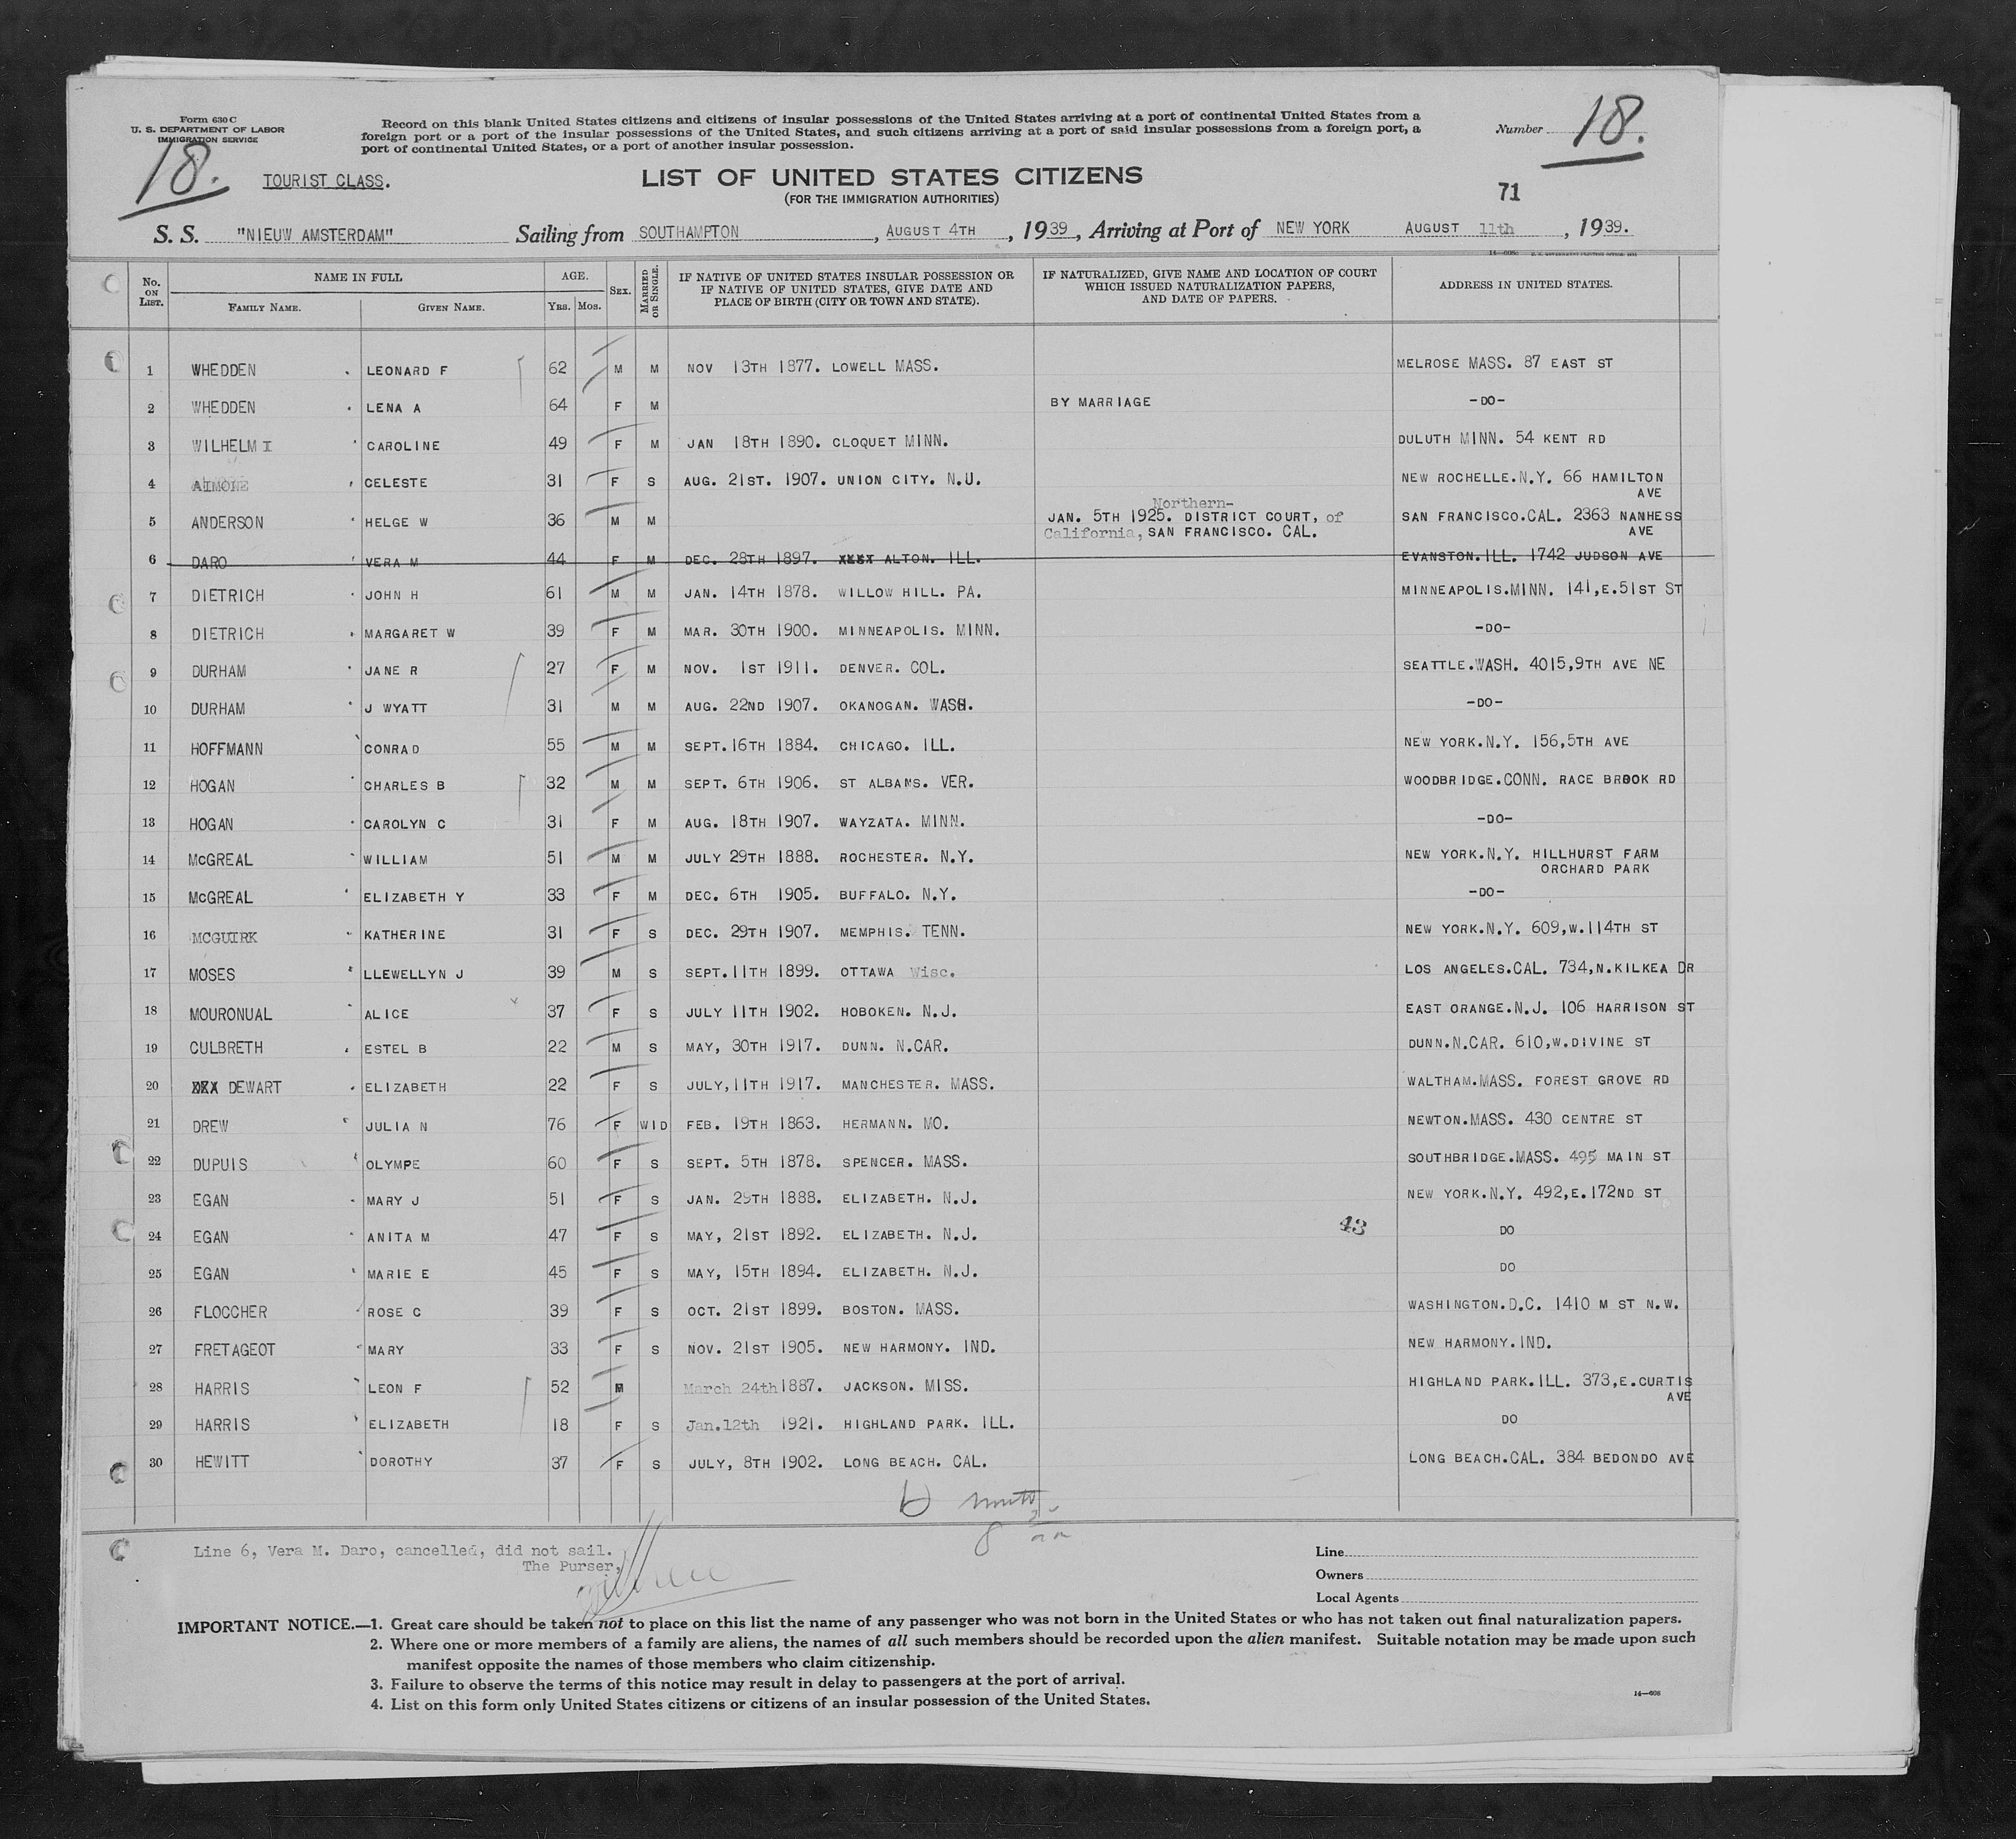 Form 630 C
U. S. DEPARTMENT OF LABOR
IMMIGRATION SERVICE
Record on this blank United States citizens and citizens of insular possessions of the United States arriving at a port of continental United States from a
foreign port or a port of the insular possessions of the United States, and such citizens arriving at a port of said insular possessions from a foreign port, a
port of continental United States, or a port of another insular possession.
Number 18.
18. TOURIST CLASS.
LIST OF UNITED STATES CITIZENS
(FOR THE IMMIGRATION AUTHORITIES)
71
S. S. "NIEUW AMSTERDAM" Sailing from SOUTHAMPTON, AUGUST 4TH, 1939, Arriving at Port of NEW YORK AUGUST 11th, 1939.
No. ON LIST. NAME IN FULL FAMILY NAME. GIVEN NAME. AGE. YRS. MOS. SEX. MARRIED OR SINGLE. IF NATIVE OF UNITED STATES INSULAR POSSESSION OR IF NATIVE OF UNITED STATES, GIVE DATE AND PLACE OF BIRTH (CITY OR TOWN AND STATE). IF NATURALIZED, GIVE NAME AND LOCATION OF COURT WHICH ISSUED NATURALIZATION PAPERS, AND DATE OF PAPERS. ADDRESS IN UNITED STATES.
1 WHEDDEN LEONARD F 62 M M NOV 13TH 1877. LOWELL MASS. MELROSE MASS. 87 EAST ST
2 WHEDDEN LENA A 64 F M BY MARRIAGE -DO-
3 WILHELMI CAROLINE 49 F M JAN 18TH 1890. CLOQUET MINN. DULUTH MINN. 54 KENT RD
4 AIMONE CELESTE 31 F S AUG. 21ST. 1907. UNION CITY. N.U. NEW ROCHELLE.N.Y. 66 HAMILTON
AVE
Northern-
5 ANDERSON HELGE W 36 M M JAN. 5TH 1925. DISTRICT COURT, of SAN FRANCISCO.CAL. 2363 NANHESS
California, SAN FRANCISCO. CAL. AVE
6 DARO VERA M 44 F M DEC. 28TH 1897. XXXX ALTON. ILL. EVANSTON.ILL. 1742 JUDSON AVE
7 DIETRICH JOHN H 61 M M JAN. 14TH 1878. WILLOW HILL. PA. MINNEAPOLIS.MINN. 141,E.51ST ST
8 DIETRICH MARGARET W 39 F M MAR. 30TH 1900. MINNEAPOLIS. MINN. -DO-
9 DURHAM JANE R 27 F M NOV. 1ST 1911. DENVER. COL. SEATTLE.WASH. 4015,9TH AVE NE
10 DURHAM J WYATT 31 M M AUG. 22ND 1907. OKANOGAN. WASH. -DO-
11 HOFFMANN CONRAD 55 M M SEPT.16TH 1884. CHICAGO. ILL. NEW YORK.N.Y. 156,5TH AVE
12 HOGAN CHARLES B 32 M M SEPT. 6TH 1906. ST ALBANS. VER. WOODBRIDGE.CONN. RACE BROOK RD
13 HOGAN CAROLYN C 31 F M AUG. 18TH 1907. WAYZATA. MINN. -DO-
14 McGREAL WILLIAM 51 M M JULY 29TH 1888. ROCHESTER. N.Y. NEW YORK.N.Y. HILLHURST FARM
ORCHARD PARK
15 McGREAL ELIZABETH Y 33 F M DEC. 6TH 1905. BUFFALO. N.Y. -DO-
16 MCGUIRK KATHERINE 31 F S DEC. 29TH 1907. MEMPHIS. TENN. NEW YORK.N.Y. 609,W.114TH ST
17 MOSES LLEWELLYN J 39 M S SEPT.11TH 1899. OTTAWA Wisc. LOS ANGELES.CAL. 734,N.KILKEA DR
18 MOURONUAL ALICE 37 F S JULY 11TH 1902. HOBOKEN. N.J. EAST ORANGE.N.J. 106 HARRISON ST
19 CULBRETH ESTEL B 22 M S MAY, 30TH 1917. DUNN. N.CAR. DUNN.N.CAR. 610,W.DIVINE ST
20 XXX DEWART ELIZABETH 22 F S JULY,11TH 1917. MANCHESTER. MASS. WALTHAM.MASS. FOREST GROVE RD
21 DREW JULIA N 76 F WID FEB. 19TH 1863. HERMANN. MO. NEWTON.MASS. 430 CENTRE ST
22 DUPUIS OLYMPE 60 F S SEPT. 5TH 1878. SPENCER. MASS. SOUTHBRIDGE.MASS. 495 MAIN ST
23 EGAN MARY J 51 F S JAN. 29TH 1888. ELIZABETH. N.J. NEW YORK.N.Y. 492,E.172ND ST
24 EGAN ANITA M 47 F S MAY, 21ST 1892. ELIZABETH. N.J. 43 DO
25 EGAN MARIE E 45 F S MAY, 15TH 1894. ELIZABETH. N.J. DO
26 FLOCCHER ROSE C 39 F S OCT. 21ST 1899. BOSTON. MASS. WASHINGTON.D.C. 1410 M ST N.W.
27 FRETAGEOT MARY 33 F S NOV. 21ST 1905. NEW HARMONY. IND. NEW HARMONY.IND.
28 HARRIS LEON F 52 M March 24th 1887. JACKSON. MISS. HIGHLAND PARK.ILL. 373,E.CURTIS
AVE
29 HARRIS ELIZABETH 18 F S Jan.12th 1921. HIGHLAND PARK. ILL. DO
30 HEWITT DOROTHY 37 F S JULY, 8TH 1902. LONG BEACH. CAL. LONG BEACH.CAL. 384 BEDONDO AVE
8
Line 6, Vera M. Daro, cancelled, did not sail.
The Purser,
Line
Owners
Local Agents
IMPORTANT NOTICE.—1. Great care should be taken not to place on this list the name of any passenger who was not born in the United States or who has not taken out final naturalization papers.
2. Where one or more members of a family are aliens, the names of all such members should be recorded upon the alien manifest. Suitable notation may be made upon such
manifest opposite the names of those members who claim citizenship.
3. Failure to observe the terms of this notice may result in delay to passengers at the port of arrival.
4. List on this form only United States citizens or citizens of an insular possession of the United States.
14—608